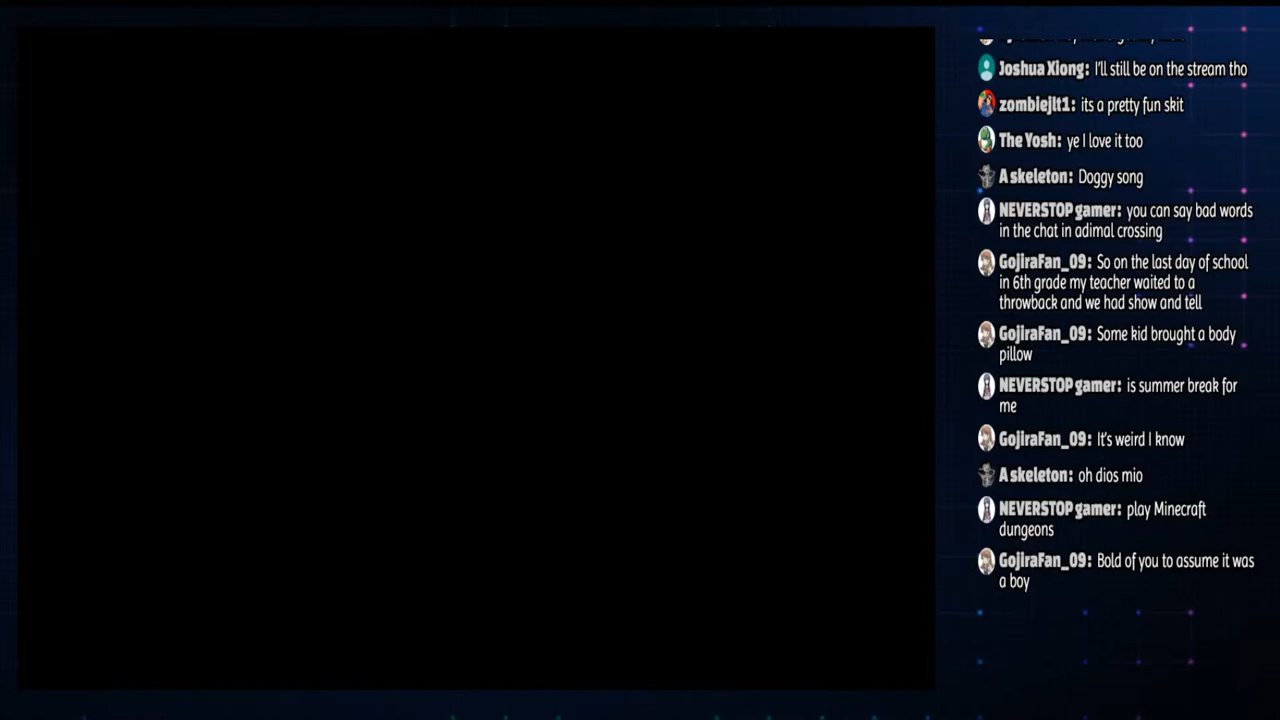 Joshua Xiong: I'll still be on the stream tho
zombiejlt1: its a pretty fun skit
The Yosh: ye I love it too
A skeleton: Doggy song
NEVERSTOP gamer: you can say bad words
in the chat in adimal crossing
GojiraFan_09: So on the last day of school
in 6th grade my teacher waited to a
throwback and we had show and tell
GojiraFan_09: Some kid brought a body
pillow
NEVERSTOP gamer: is summer break for
me
GojiraFan_09: It's weird I know
A skeleton: oh dios mio
NEVERSTOP gamer: play Minecraft
dungeons
GojiraFan_09: Bold of you to assume it was
a boy